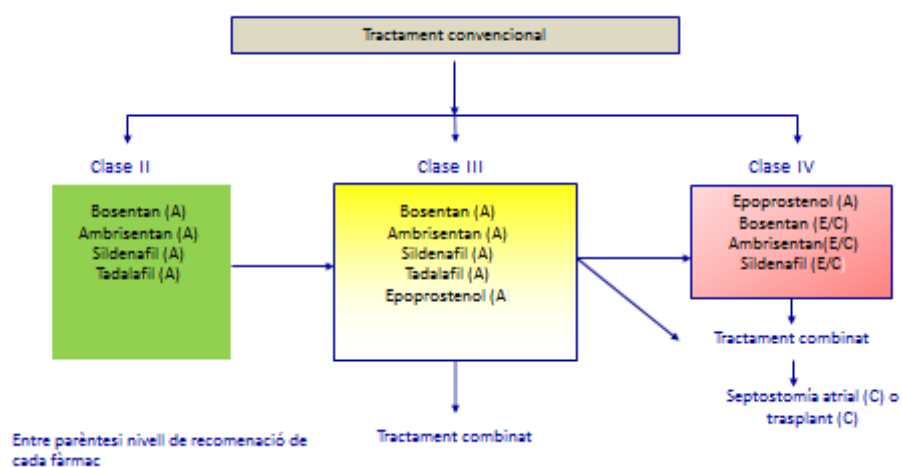 Tractament convencional
Clase II
Clase III
Clase IV
Bosentan (A)
Ambrisentan (A)
Sildenafil (A)
Tadalafil (A)
Bosentan (A)
Ambrisentan (A)
Sildenafil (A)
Tadalafil (A)
Epoprostenol (A
Epoprostenol (A)
Bosentan (E/C)
Ambrisentan(E/C)
Sildenafil (E/C)
Tractament combinat
Septostomía atrial (C) o
trasplant (C)
Tractament combinat
Entre parèntesi nivell de recomenació de
cada fàrmac